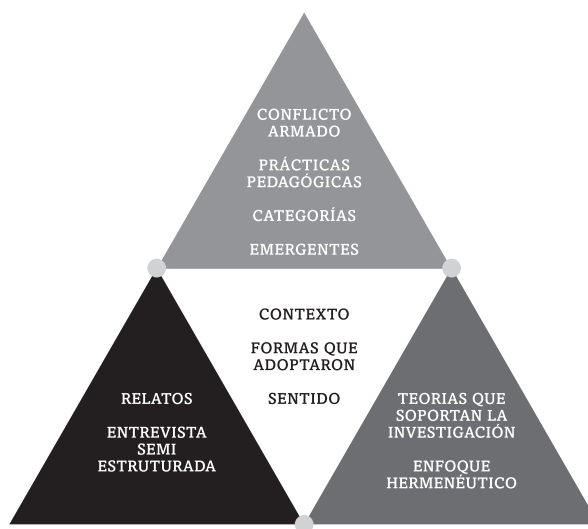 CONFLICTO
ARMADO
PRÁCTICAS
PEDAGÓGICAS
CATEGORÍAS
EMERGENTES
CONTEXTO
FORMAS QUE
ADOPTARON
SENTIDO
RELATOS
ENTREVISTA
SEMI
ESTRUTURADA
TEORIAS QUE
SOPORTAN LA
INVESTIGACIÓN
ENFOQUE
HERMENÉUTICO